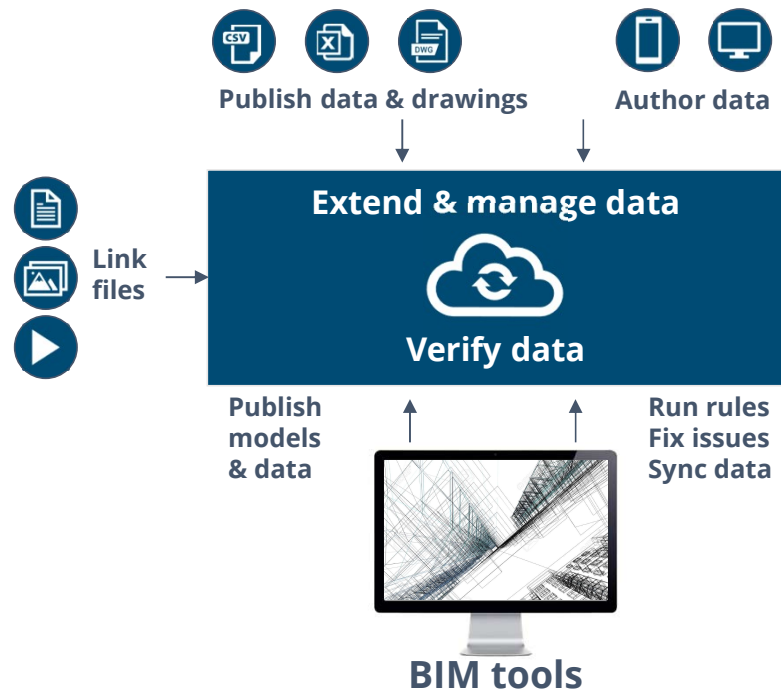 CSV
DWG
Publish data & drawings
Author data
Extend & manage data
Link
files
Verify data
Publish
models
& data
Run rules
Fix issues
Sync data
BIM tools